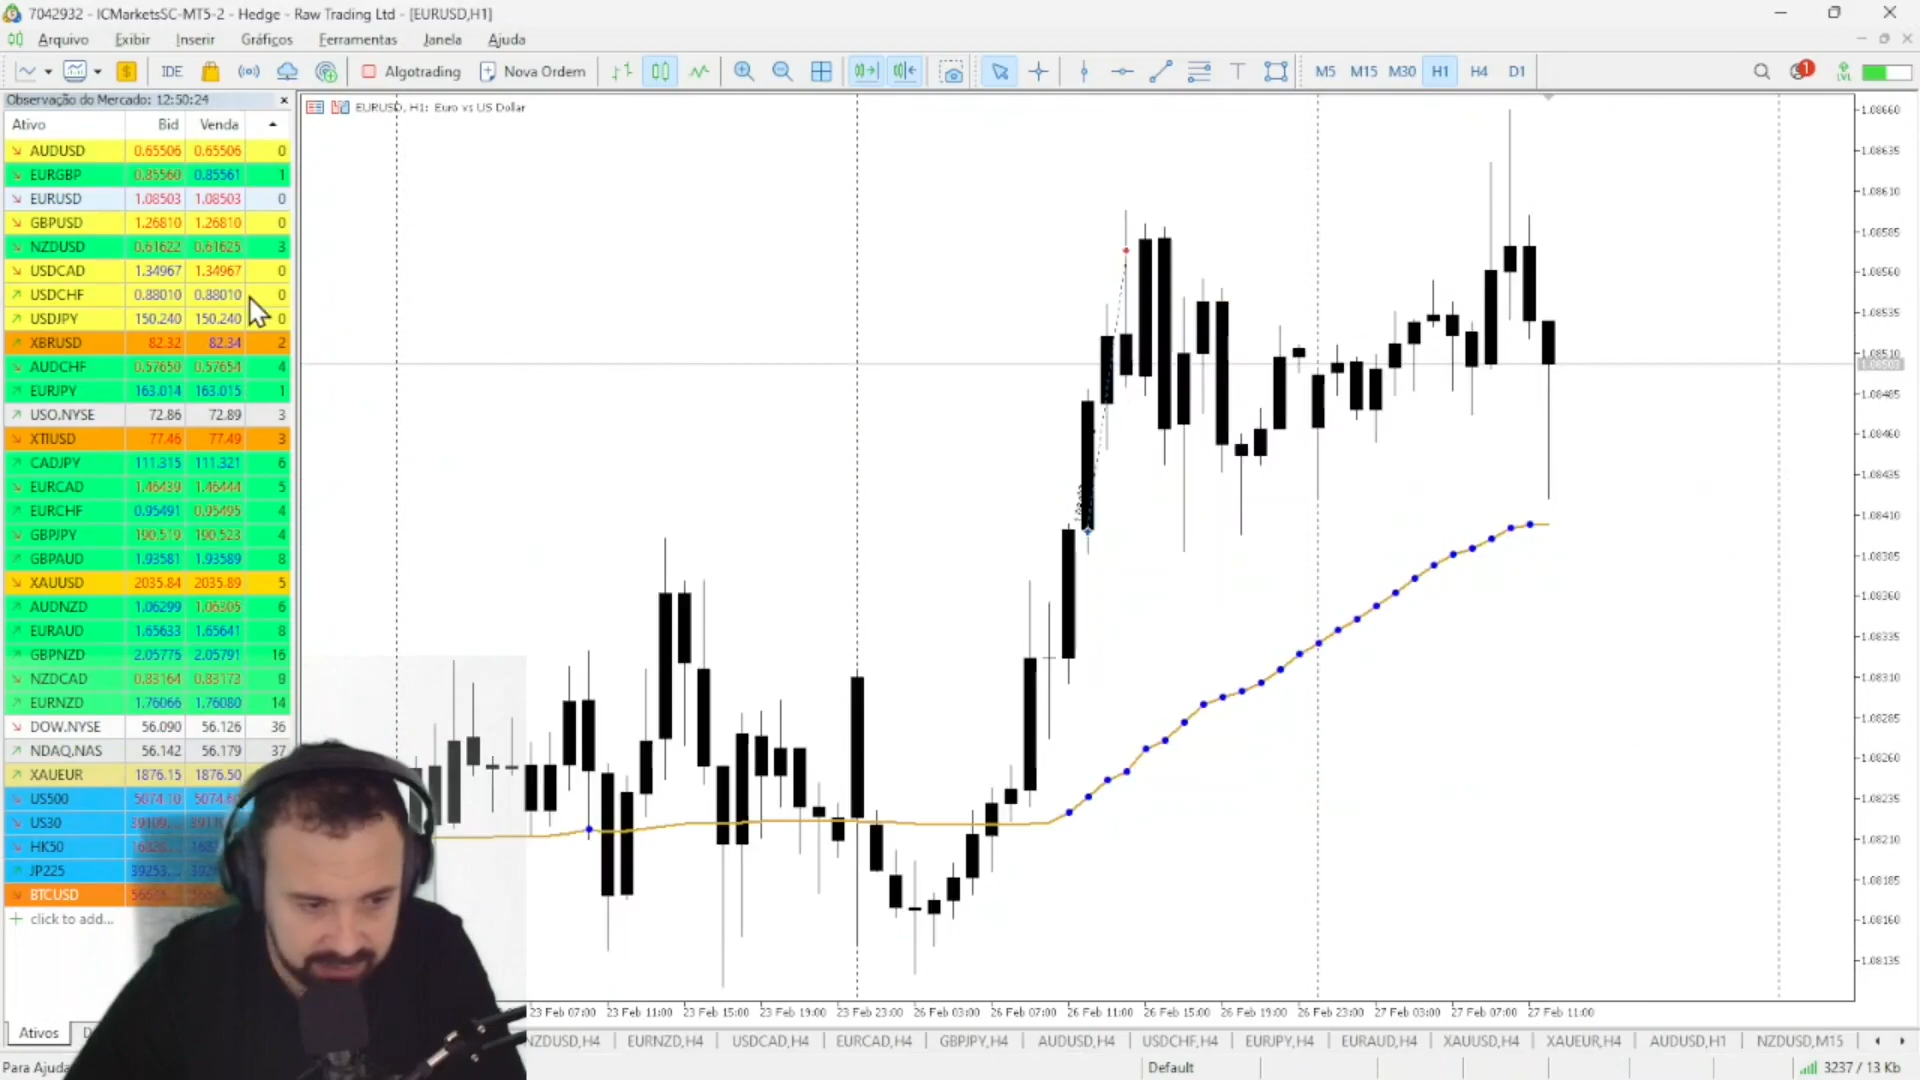 7042932 - ICMarketsSC-MT5-2 - Hedge - Raw Trading Ltd - [EURUSD,H1]
Arquivo Exibir Inserir Gráficos Ferramentas Janela Ajuda
IDE Algotrading Nova Ordem M5 M15 M30 H1 H4 D1 1
Observação do Mercado: 12:50:24
EURUSD, H1: Euro vs US Dollar
Ativo Bid Venda
AUDUSD 0.65506 0.65506 0
EURGBP 0.85560 0.85561 1
EURUSD 1.08503 1.08503 0
GBPUSD 1.26810 1.26810 0
NZDUSD 0.61622 0.61625 3
USDCAD 1.34967 1.34967 0
USDCHF 0.88010 0.88010 0
USDJPY 150.240 150.240 0
XBRUSD 82.32 82.34 2
AUDCHF 0.57650 0.57654 4
EURJPY 163.014 163.015 1
USO.NYSE 72.86 72.89 3
XTIUSD 77.46 77.49 3
CADJPY 111.315 111.321 6
EURCAD 1.46439 1.46444 5
EURCHF 0.95491 0.95495 4
GBPJPY 190.519 190.523 4
GBPAUD 1.93581 1.93589 8
XAUUSD 2035.84 2035.89 5
AUDNZD 1.06299 1.06305 6
EURAUD 1.65633 1.65641 8
GBPNZD 2.05775 2.05791 16
NZDCAD 0.83164 0.83173 9
EURNZD 1.76066 1.76080 14
DOW.NYSE 56.090 56.126 36
NDAQ.NAS 56.142 56.179 37
XAUEUR 1876.15 1876.50
US500 5074.10
US30
HK50
JP225
BTCUSD
click to add...
Ativos
1.08660
1.08635
1.08610
1.08585
1.08560
1.08535
1.08510
1.08503
1.08485
1.08460
1.08435
1.08410
1.08385
1.08360
1.08335
1.08310
1.08285
1.08260
1.08235
1.08210
1.08185
1.08160
1.08135
23 Feb 07:00 23 Feb 11:00 23 Feb 15:00 23 Feb 19:00 23 Feb 23:00 26 Feb 03:00 26 Feb 07:00 26 Feb 11:00 26 Feb 15:00 26 Feb 19:00 26 Feb 23:00 27 Feb 03:00 27 Feb 07:00 27 Feb 11:00
NZDUSD,H4 EURNZD,H4 USDCAD,H4 EURCAD,H4 GBPJPY,H4 AUDUSD,H4 USDCHF,H4 EURJPY,H4 EURAUD,H4 XAUUSD,H4 XAUEUR,H4 AUDUSD,H1 NZDUSD,M15
Para Ajuda
Default
3237 / 13 Kb